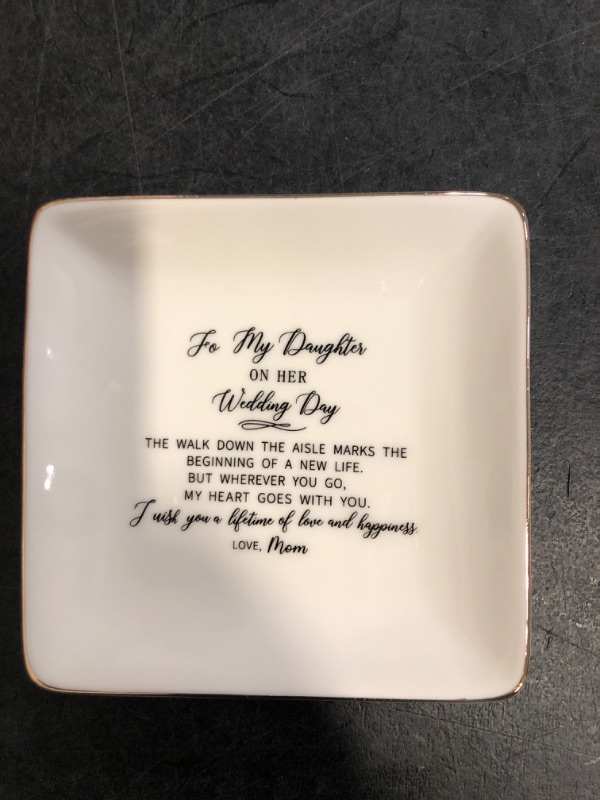 To My Daughter
ON HER
Wedding Day
THE WALK DOWN THE AISLE MARKS THE
BEGINNING OF A NEW LIFE.
BUT WHEREVER YOU GO,
MY HEART GOES WITH YOU.
I wish you a lifetime of love and happiness.
LOVE, Mom